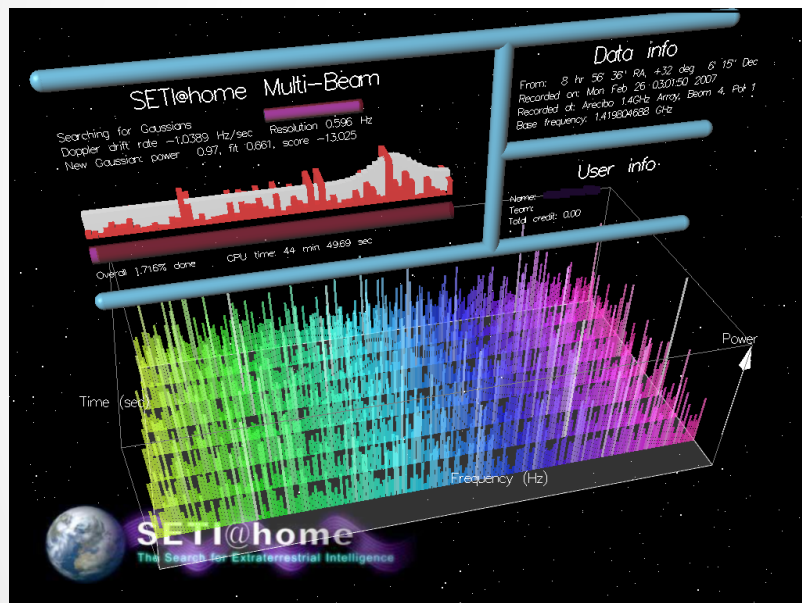 SETI@home Multi-Beam
Searching for Gaussians
Doppler drift rate -1.0389 Hz/sec Resolution 0.596 Hz
New Gaussian: power 0.97, fit 0.661, score -13.025
Overall 1.716% done CPU time: 44 min 49.69 sec
Data info
From: 8 hr 56' 36" RA, +32 deg 6' 15" Dec
Recorded on: Mon Feb 26 03:01:50 2007
Recorded at: Arecibo 1.4GHz Array, Beam 4, Pol 1
Base frequency: 1.419804688 GHz
User info
Name:
Team:
Total credit: 0.00
Power
Time (sec)
Frequency (Hz)
SETI@home
The Search for Extraterrestrial Intelligence